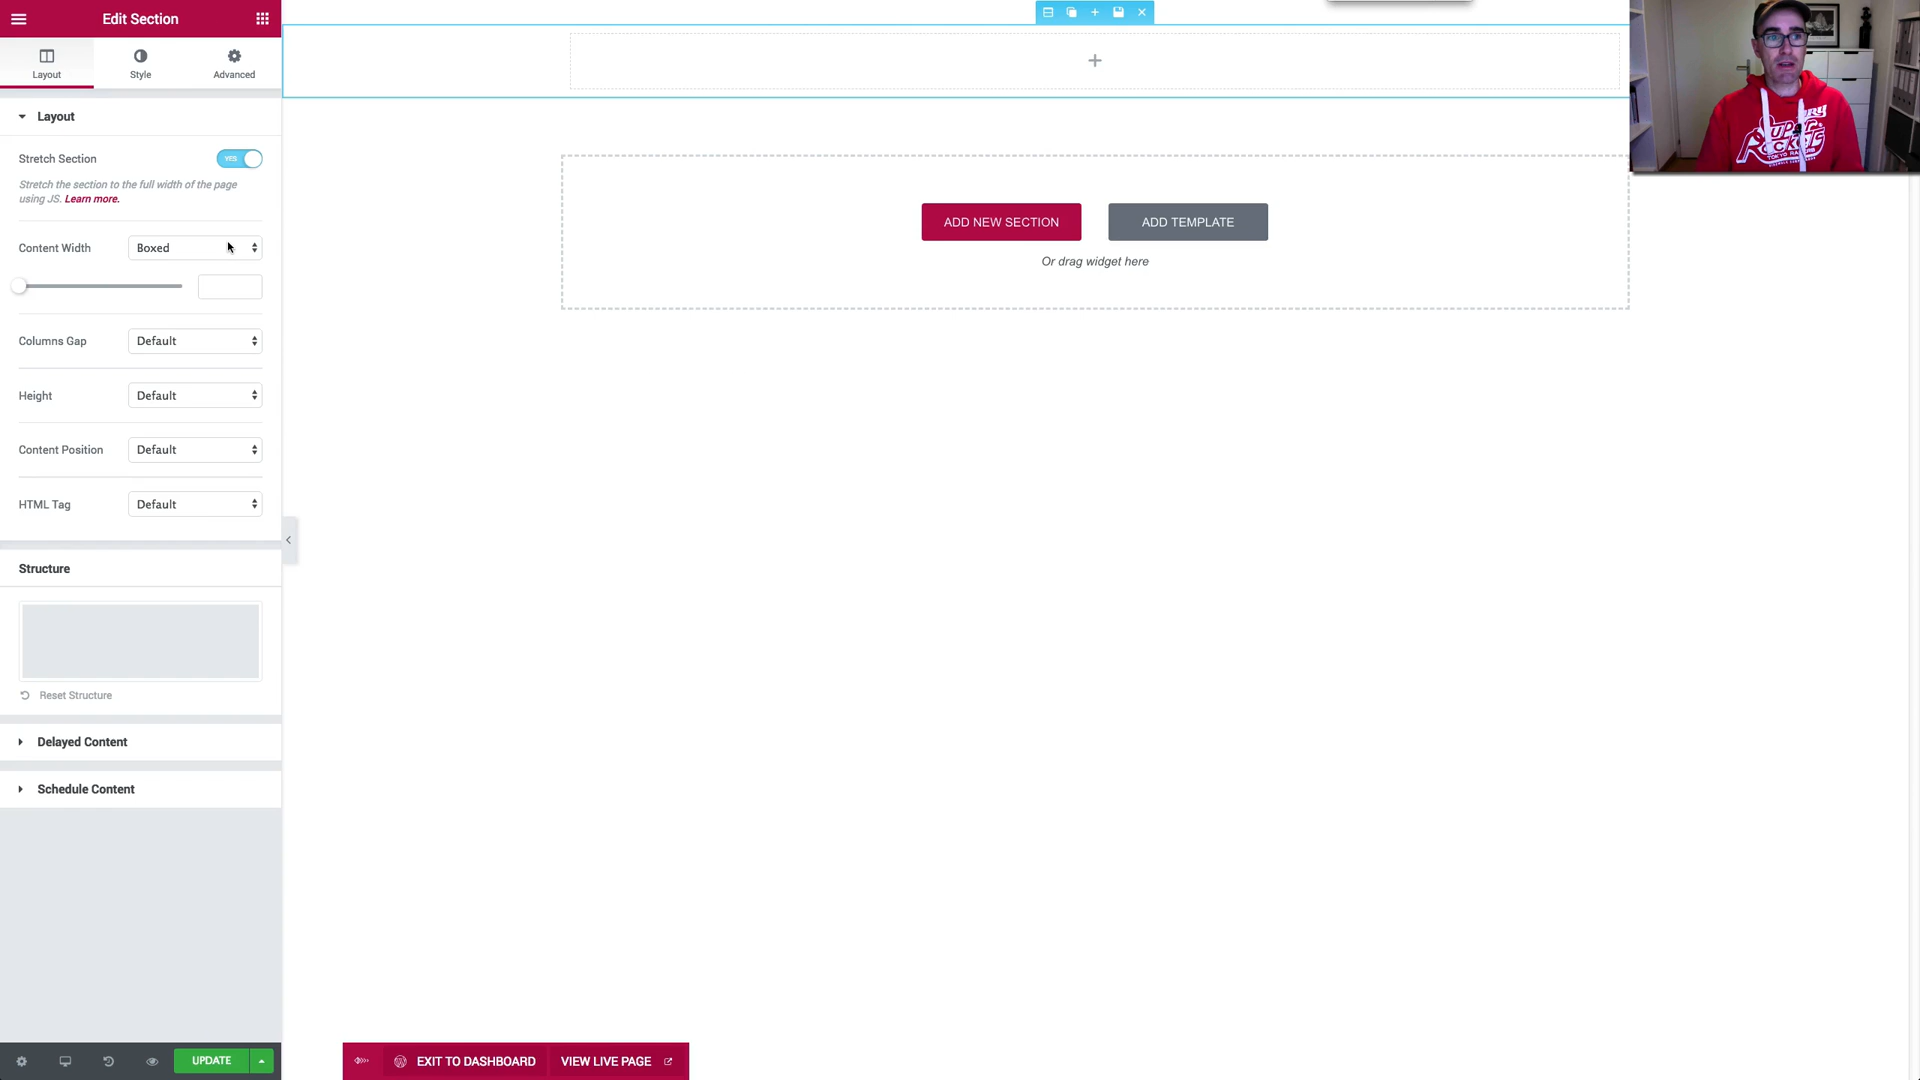 Edit Section
Layout
Style
Advanced
Layout
Stretch Section
YES
Stretch the section to the full width of the page
using JS. Learn more.
Content Width
Boxed
Columns Gap
Default
Height
Default
Content Position
Default
HTML Tag
Default
Structure
Reset Structure
Delayed Content
Schedule Content
UPDATE
ADD NEW SECTION
ADD TEMPLATE
Or drag widget here
EXIT TO DASHBOARD
VIEW LIVE PAGE